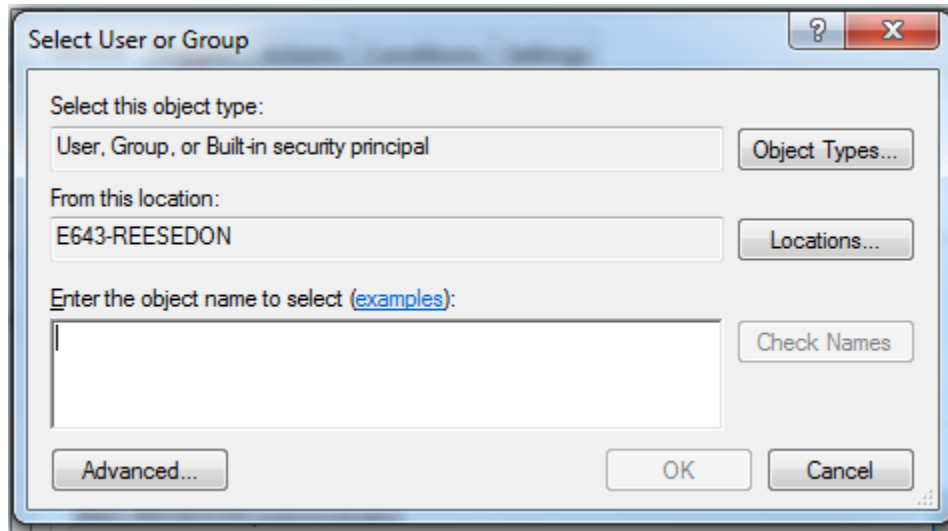 Select User or Group
Select this object type:
User, Group, or Built-in security principal
Object Types...
From this location:
E643-REESEDON
Locations...
Enter the object name to select (examples):
Check Names
Advanced...
OK
Cancel